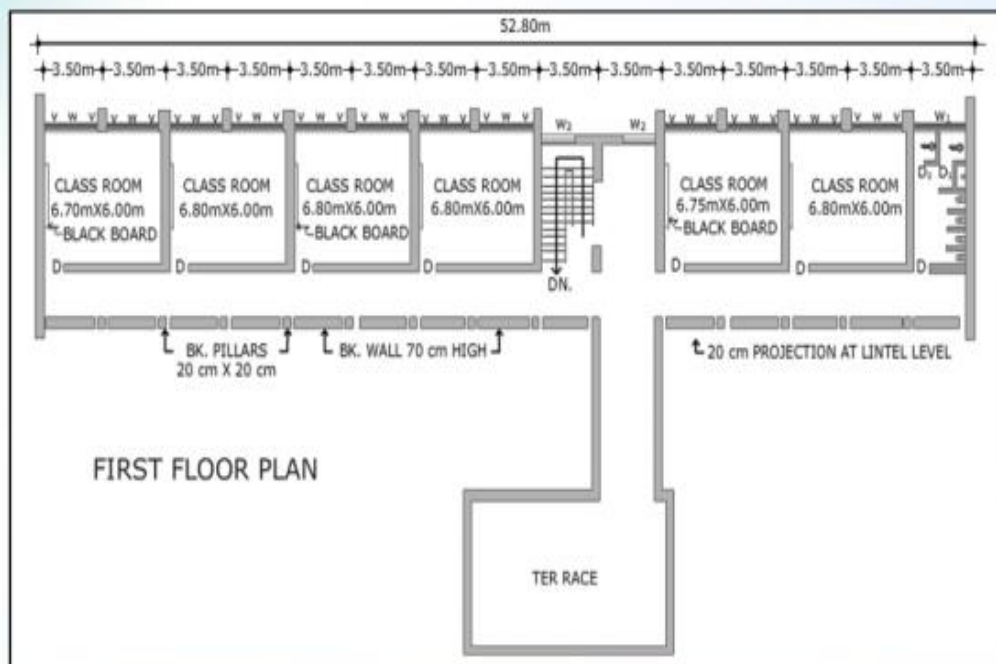 52.80m
3.50m 3.50m 3.50m 3.50m 3.50m 3.50m 3.50m 3.50m 3.50m 3.50m 3.50m 3.50m 3.50m 3.50m 3.50m
V W V V W V V W V V W V V W V V W V V W V V W V W₂ W₂ V W V V W V V W V V W V W₁
CLASS ROOM
6.70mX6.00m
BLACK BOARD
CLASS ROOM
6.80mX6.00m
CLASS ROOM
6.80mX6.00m
BLACK BOARD
CLASS ROOM
6.80mX6.00m
CLASS ROOM
6.75mX6.00m
BLACK BOARD
CLASS ROOM
6.80mX6.00m
D D D D D D D
DN.
BK. PILLARS
20 cm X 20 cm
BK. WALL 70 cm HIGH
20 cm PROJECTION AT LINTEL LEVEL
FIRST FLOOR PLAN
TER RACE